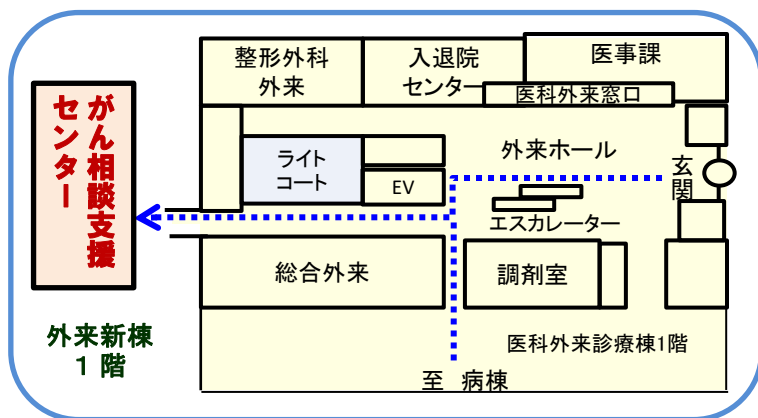 整形外科
外来
入退院
センター
医事課
医科外来窓口
がん相談支援
センター
ライト
コート
EV
外来ホール
玄関
エスカレーター
総合外来
調剤室
外来新棟
1 階
医科外来診療棟1階
至 病棟